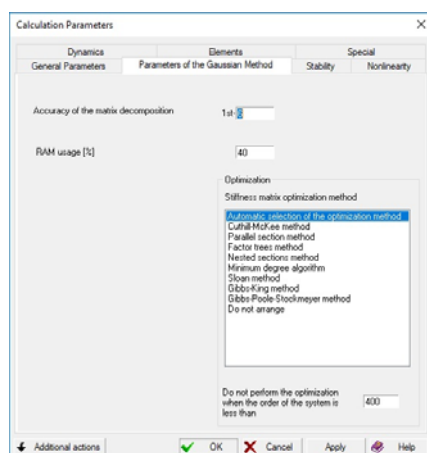 Calculation Parameters
Dynamics Elements Special
General Parameters Parameters of the Gaussian Method Stability Nonlinearity
Accuracy of the matrix decomposition 1st-6
RAM usage [%] 40
Optimization
Stiffness matrix optimization method
Automatic selection of the optimization method
Cuthill-McKee method
Parallel section method
Factor trees method
Nested sections method
Minimum degree algorithm
Sloan method
Gibbs-King method
Gibbs-Poole-Stockmeyer method
Do not arrange
Do not perform the optimization
when the order of the system is 400
less than
Additional actions OK Cancel Apply Help